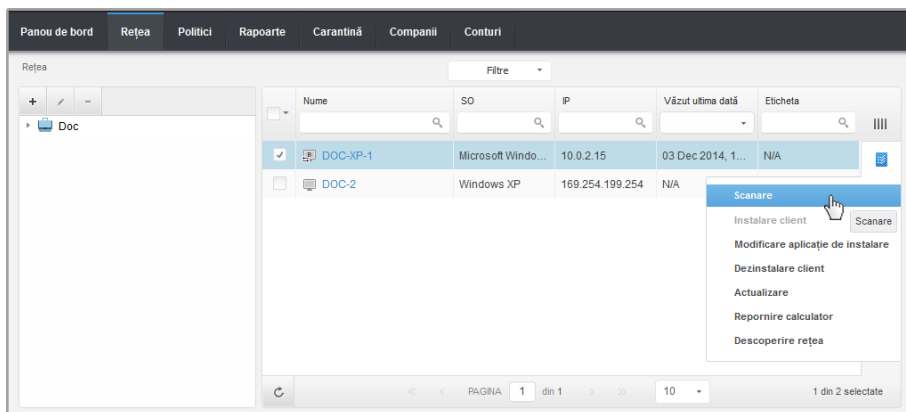 Panou de bord Rețea Politici Rapoarte Carantină Companii Conturi
Rețea Filtre
Nume SO IP Văzut ultima dată Eticheta
Doc
DOC-XP-1 Microsoft Windo... 10.0.2.15 03 Dec 2014, 1... N/A
DOC-2 Windows XP 169.254.199.254 N/A
Scanare
Instalare client Scanare
Modificare aplicație de instalare
Dezinstalare client
Actualizare
Repornire calculator
Descoperire rețea
PAGINA 1 din 1 10 1 din 2 selectate